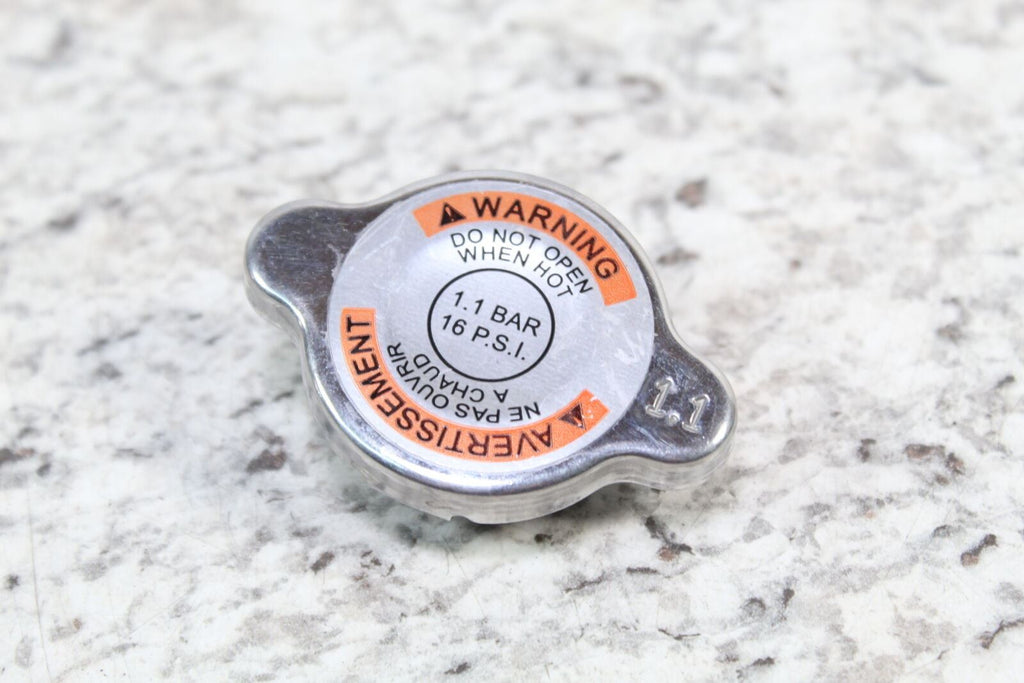 WARNING
DO NOT OPEN
WHEN HOT
1.1 BAR
16 P.S.I.
AVERTISSEMENT
NE PAS OUVRIR
A CHAUD
1.1